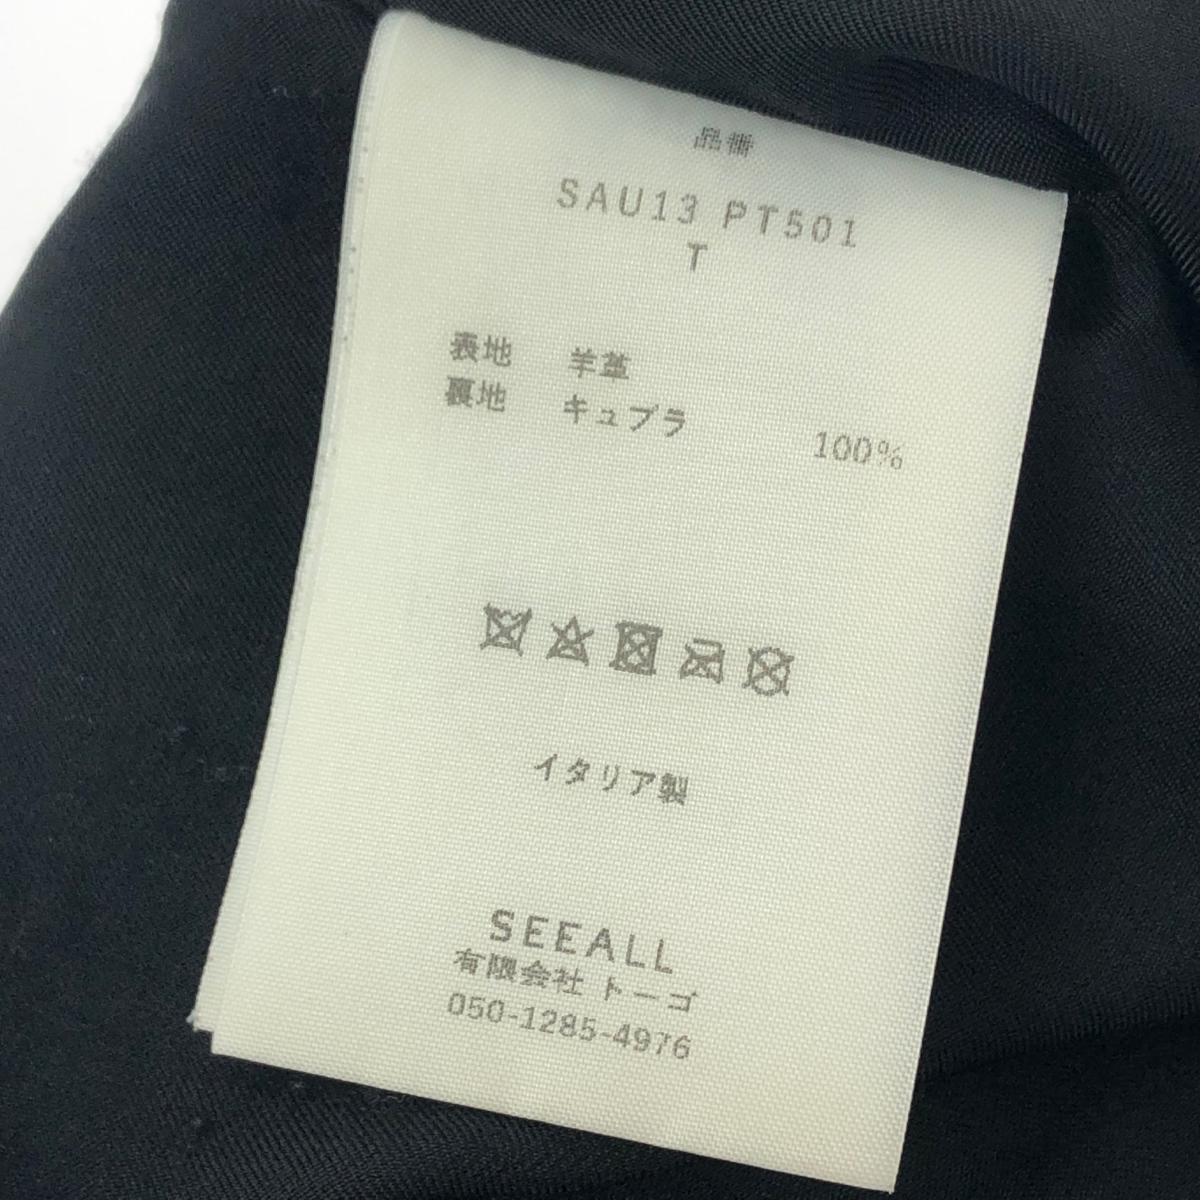 品番
SAU13 PT501
T
表地 羊革
裏地 キュプラ 100%
イタリア製
SEEALL
有限会社 トーゴ
050-1285-4976